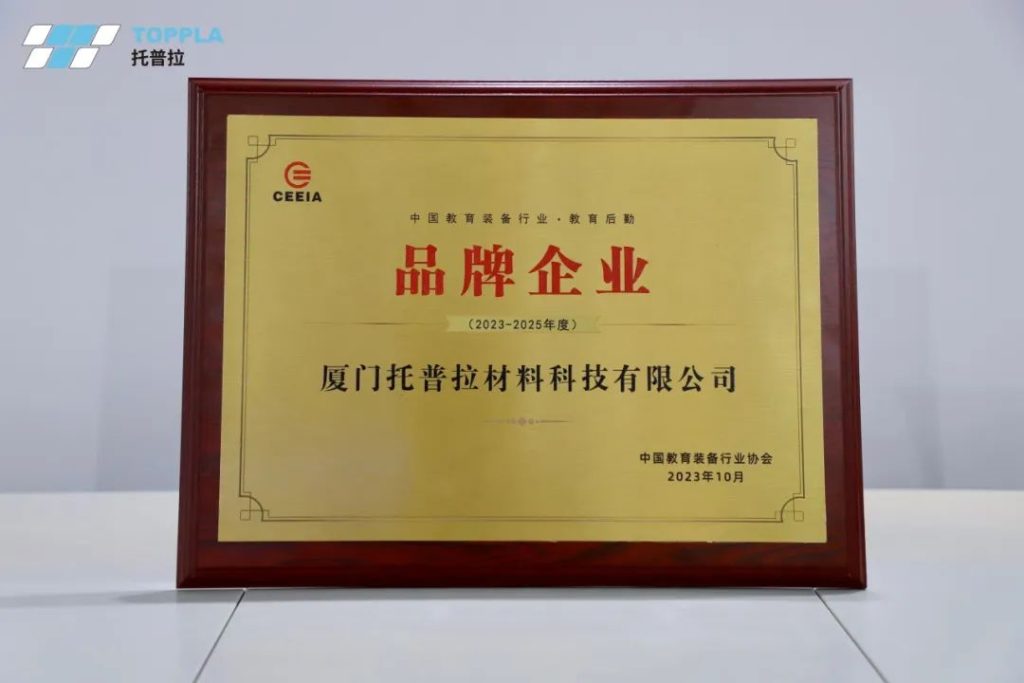 TOPPLA
托普拉
CEEIA
中国教育装备行业·教育后勤
品牌企业
（2023-2025年度）
厦门托普拉材料科技有限公司
中国教育装备行业协会
2023年10月